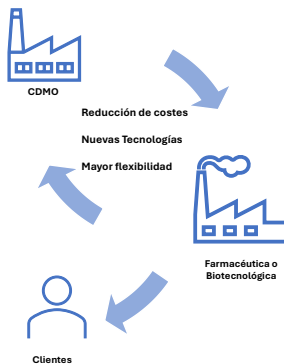 CDMO
Reducción de costes
Nuevas Tecnologías
Mayor flexibilidad
Farmacéutica o
Biotecnológica
Clientes